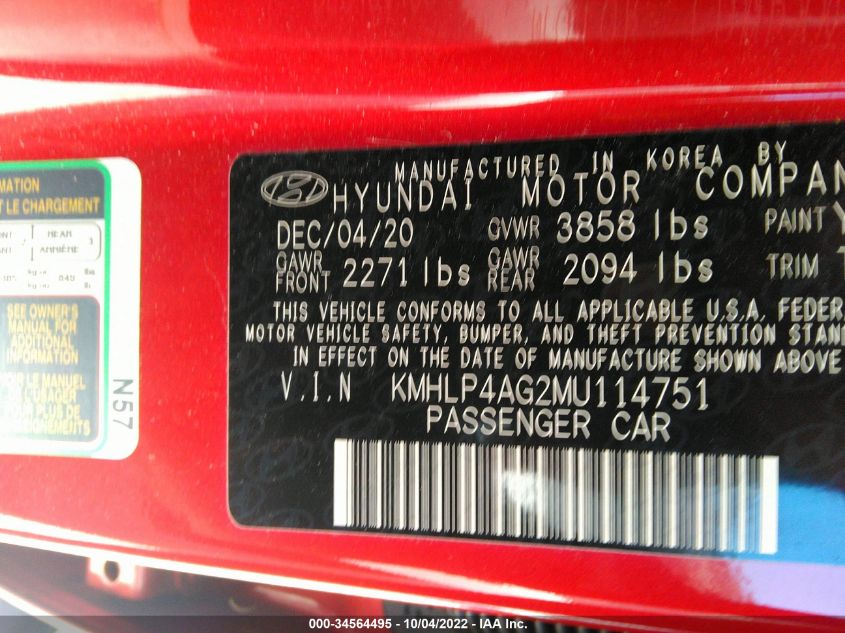 MANUFACTURED IN KOREA BY
HYUNDAI MOTOR COMPAN
DEC/04/20 GVWR 3858 lbs PAINT
GAWR FRONT 2271 lbs GAWR REAR 2094 lbs TRIM
THIS VEHICLE CONFORMS TO ALL APPLICABLE U.S.A. FEDER
MOTOR VEHICLE SAFETY, BUMPER, AND THEFT PREVENTION STAN
IN EFFECT ON THE DATE OF MANUFACTURE SHOWN ABOVE
V.I.N KMHLP4AG2MU114751
PASSENGER CAR
MATION
T LE CHARGEMENT
REAR 3
ARRIÈRE
SEE OWNER'S
MANUAL FOR
ADDITIONAL
INFORMATION
VOIR LE MANUEL
DE L'USAGER
POUR PLUS DE
RENSEIGNEMENTS
N57
000-34564495 - 10/04/2022 - IAA Inc.